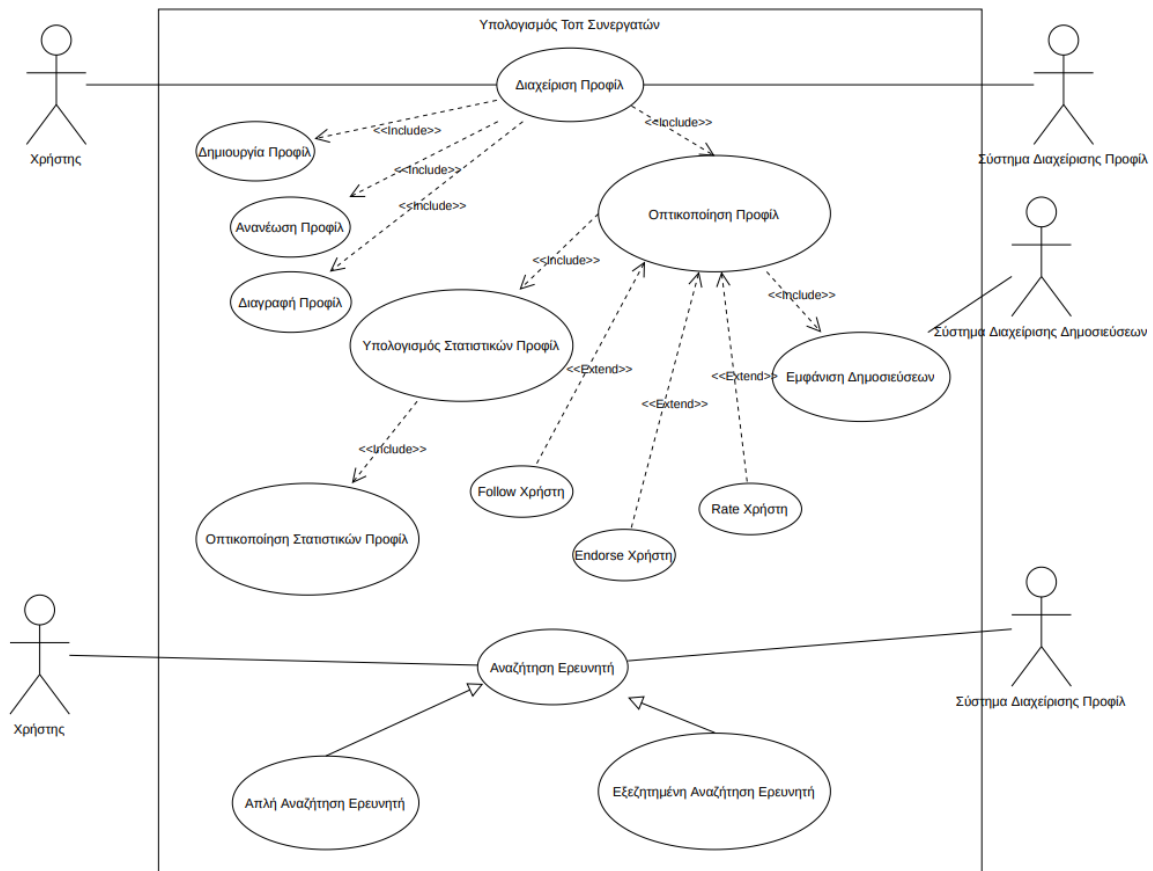 Υπολογισμός Τοπ Συνεργατών
Διαχείριση Προφίλ
<<Include>>
<<Include>>
Δημιουργία Προφίλ
Χρήστης
Σύστημα Διαχείρισης Προφίλ
<<Include>>
<<Include>>
Οπτικοποίηση Προφίλ
Ανανέωση Προφίλ
<<Include>>
<<Include>>
Διαγραφή Προφίλ
Σύστημα Διαχείρισης Δημοσιεύσεων
Υπολογισμός Στατιστικών Προφίλ
<<Extend>>
<<Extend>>
Εμφάνιση Δημοσιεύσεων
<<Extend>>
<<Include>>
Follow Χρήστη
Rate Χρήστη
Οπτικοποίηση Στατιστικών Προφίλ
Endorse Χρήστη
Αναζήτηση Ερευνητή
Χρήστης
Σύστημα Διαχείρισης Προφίλ
Απλή Αναζήτηση Ερευνητή
Εξεζητημένη Αναζήτηση Ερευνητή